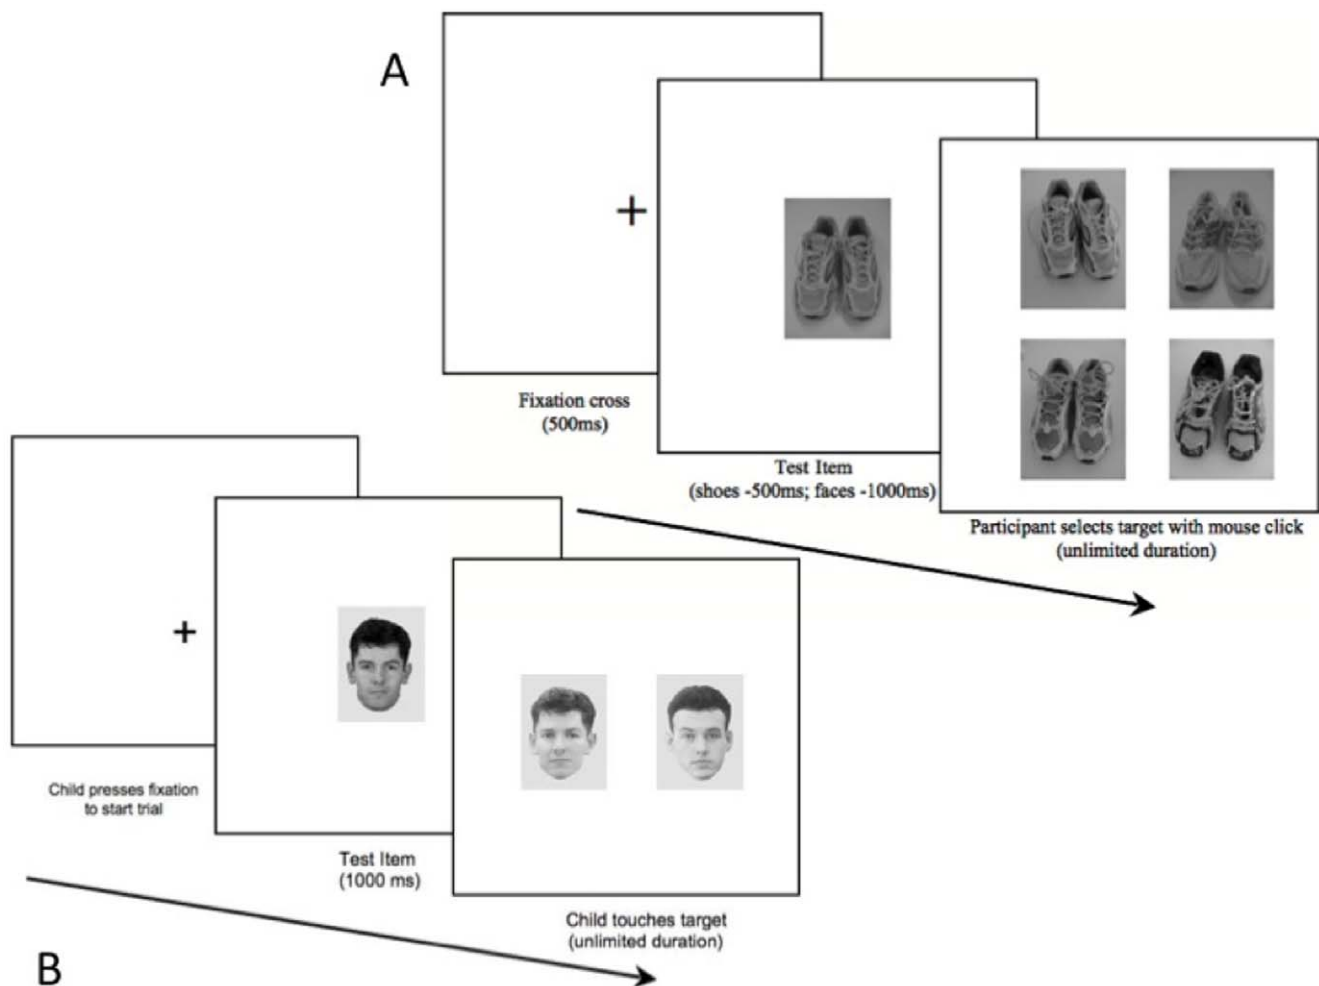 A
+
Fixation cross
(500ms)
Test Item
(shoes -500ms; faces -1000ms)
Participant selects target with mouse click
(unlimited duration)
+
Child presses fixation
to start trial
Test Item
(1000 ms)
Child touches target
(unlimited duration)
B